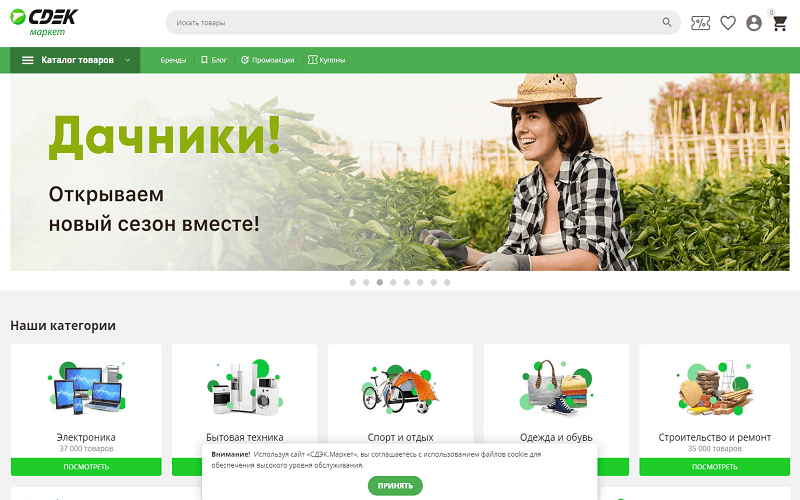 CDEK
маркет
Искать товары
0
Каталог товаров
Бренды
Блог
Промоакции
Купоны
Дачники!
Открываем
новый сезон вместе!
Наши категории
Электроника
37 000 товаров
ПОСМОТРЕТЬ
Бытовая техника
Спорт и отдых
Одежда и обувь
Строительство и ремонт
35 000 товаров
ПОСМОТРЕТЬ
Внимание! Используя сайт «СДЭК.Маркет», вы соглашаетесь с использованием файлов cookie для
обеспечения высокого уровня обслуживания.
ПРИНЯТЬ